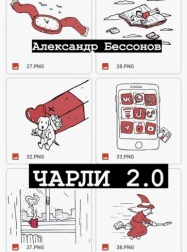 Александр Бессонов
27.PNG
28.PNG
32.PNG
33.PNG
ЧАРЛИ 2.0
37.PNG
38.PNG